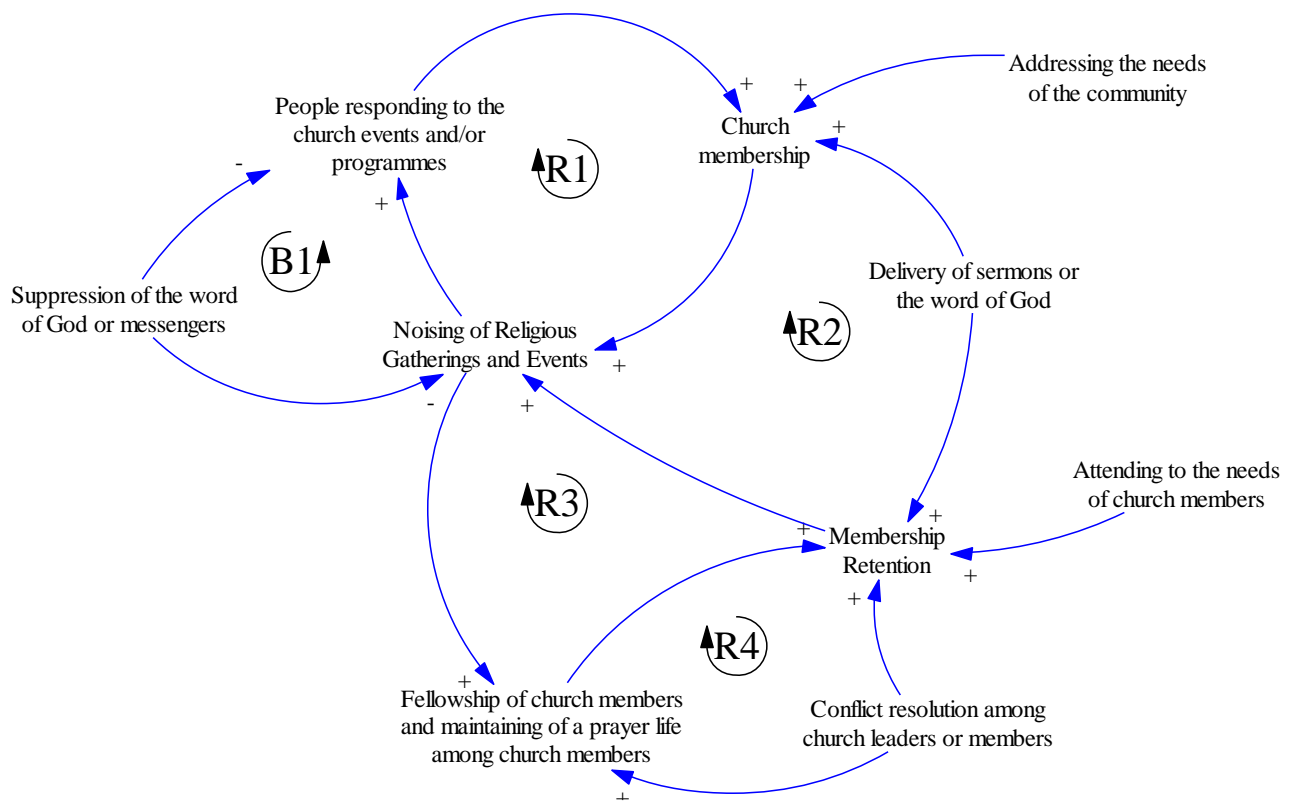 Addressing the needs
of the community
+
+
People responding to the
church events and/or
programmes
Church
membership
+
-
R1
+
B1
Delivery of sermons or
the word of God
Suppression of the word
of God or messengers
Noising of Religious
Gatherings and Events
R2
+
-
+
Attending to the needs
of church members
R3
+
+
Membership
Retention
+
+
R4
+
Fellowship of church members
and maintaining of a prayer life
among church members
Conflict resolution among
church leaders or members
+